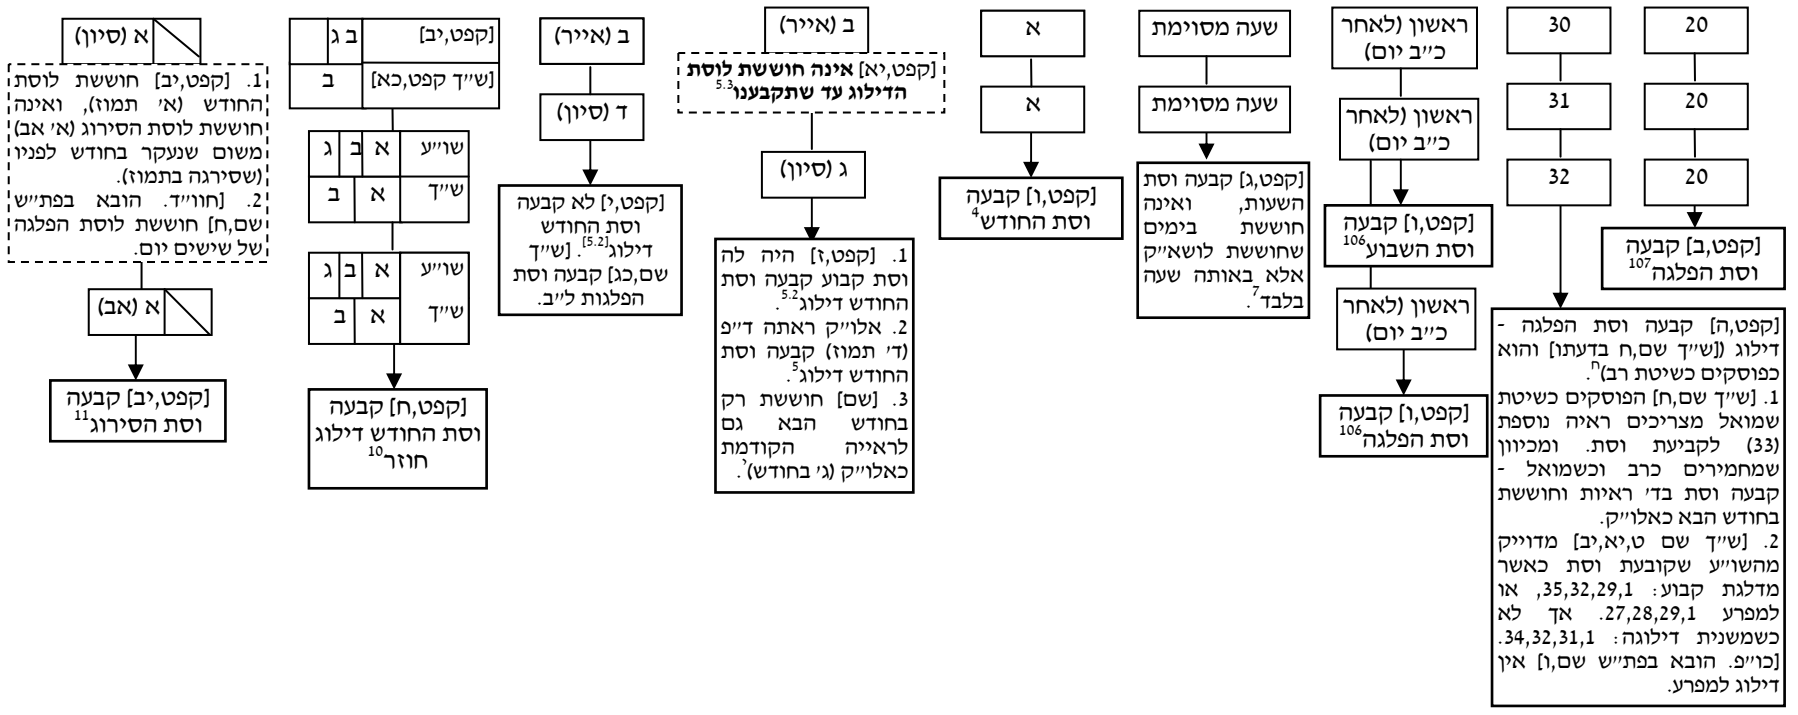 20
20
20
[קפט,ב] קבעה
וסת הפלגה107
30
31
32
[קפט,ה] קבעה וסת הפלגה -
דילוג ([ש״ך שם,ח בדעתו] והוא
כפוסקים כשיטת רב)ח.
1. [ש״ך שם,ח] הפוסקים כשיטת
שמואל מצריכים ראיה נוספת
(33) לקביעת וסת. ומכיוון
שמחמירים כרב וכשמואל -
קבעה וסת בד׳ ראיות וחוששת
בחודש הבא כאלו״ק.
2. [ש״ך שם ט,יא,יב] מדוייק
מהשו״ע שקובעת וסת כאשר
מדלגת קבוע: 35,32,29,1, או
למפרע 27,28,29,1. אך לא
כשמשנית דילוגה: 34,32,31,1.
[כו״פ. הובא בפת״ש שם,ו] אין
דילוג למפרע.
ראשון (לאחר
כ״ב יום)
ראשון (לאחר
כ״ב יום)
[קפט,ו] קבעה
וסת השבוע106
ראשון (לאחר
כ״ב יום)
[קפט,ו] קבעה
וסת הפלגה106
שעה מסוימת
שעה מסוימת
[קפט,ג] קבעה וסת
השעות, ואינה
חוששת בימים
שחוששת לושא״ק
אלא באותה שעה
בלבד7.
א
א
[קפט,ו] קבעה
וסת החודש4
ב (אייר)
[קפט,יא] אינה חוששת לוסת
הדילוג עד שתקבענו5.3
ג (סיון)
1. [קפט,ז] היה לה
וסת קבוע קבעה וסת
החודש דילוג5.2
2. אלו״ק ראתה ד״פ
(ד׳ תמוז) קבעה וסת
החודש דילוג5.
3. [שם] חוששת רק
בחודש הבא גם
לראייה הקודמת
כאלו״ק (ג׳ בחודש)י.
ב (אייר)
ד (סיון)
[קפט,י] לא קבעה
וסת החודש
דילוג[5.2]. [ש״ך
שם,כג] קבעה וסת
הפלגות ל״ב.
[קפט,יב] ב ג
[ש״ך קפט,כא] ב
שו״ע א ב ג
ש״ך א ב
שו״ע א ב ג
ש״ך א ב
[קפט,ח] קבעה
וסת החודש דילוג
חוזר10
א (סיון)
1. [קפט,יב] חוששת לוסת
החודש (א׳ תמוז), ואינה
חוששת לוסת הסירוג (א׳ אב)
משום שנעקר בחודש לפניו
(שסירגה בתמוז).
2. [חוו״ד. הובא בפת״ש
שם,ח] חוששת לוסת הפלגה
של שישים יום.
א (אב)
[קפט,יב] קבעה
וסת הסירוג11